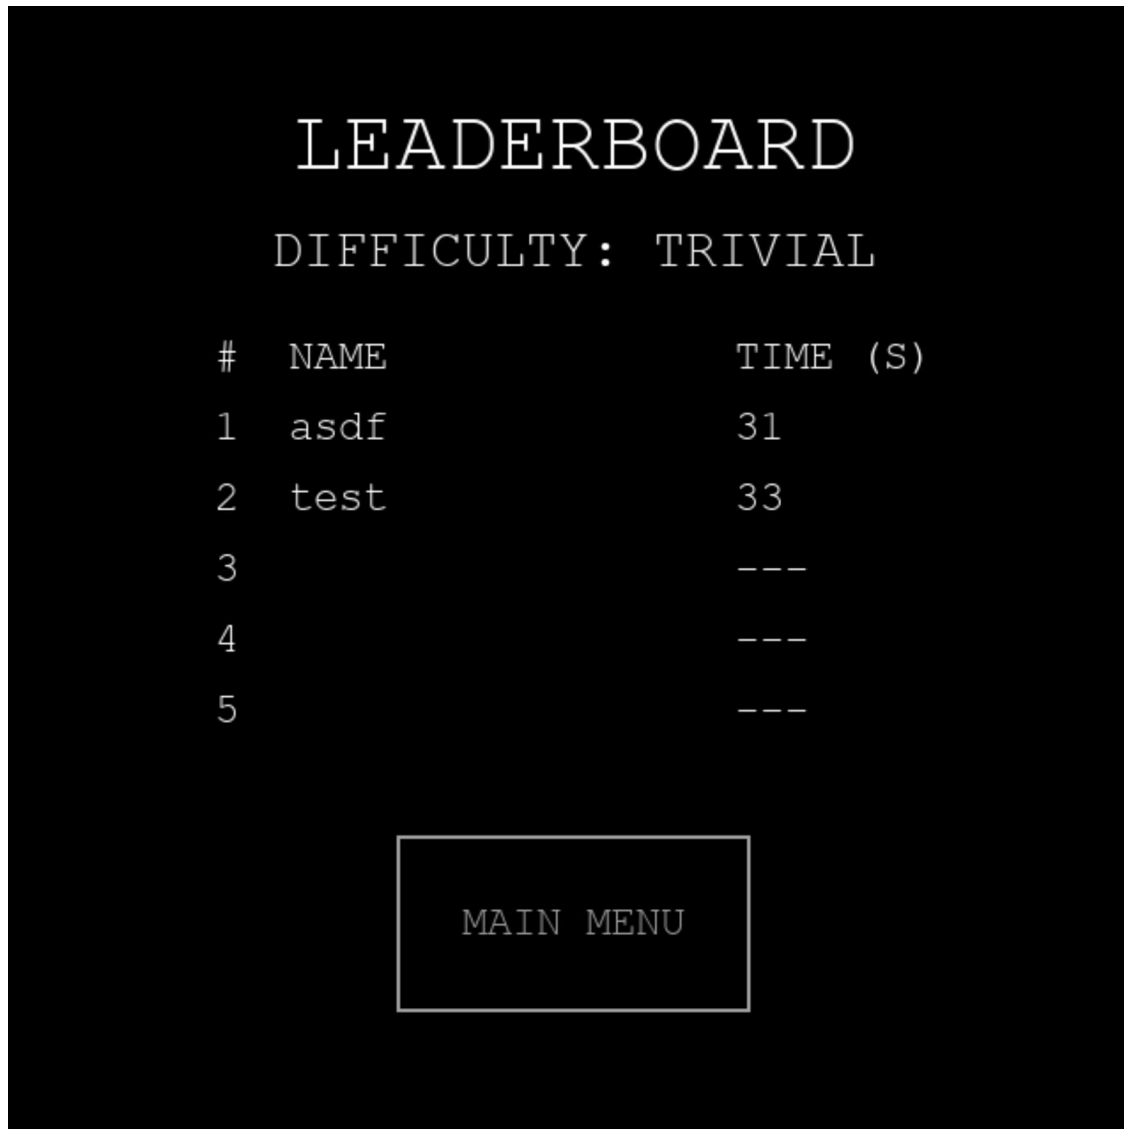 LEADERBOARD
DIFFICULTY: TRIVIAL
# NAME TIME (S)
1 asdf 31
2 test 33
3 ---
4 ---
5 ---
MAIN MENU